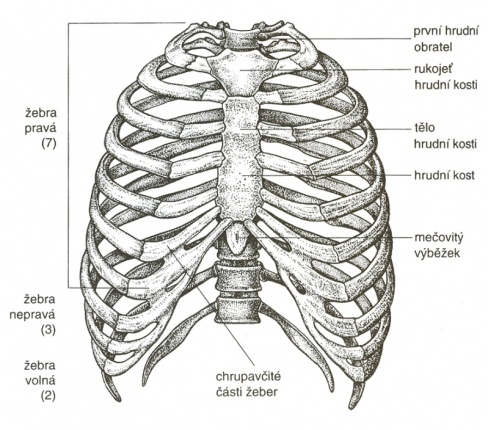 první hrudní
obratel
rukojeť
hrudní kosti
žebra
pravá
(7)
tělo
hrudní kosti
hrudní kost
mečovitý
výběžek
žebra
nepravá
(3)
žebra
volná
(2)
chrupavčité
části žeber